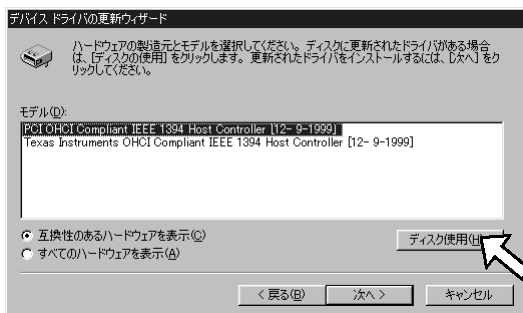 デバイス ドライバの更新ウィザード
ハードウェアの製造元とモデルを選択してください。ディスクに更新されたドライバがある場合
は、[ディスクの使用] をクリックします。更新されたドライバをインストールするには、[次へ] をク
リックしてください。
モデル(D):
PCI OHCI Compliant IEEE 1394 Host Controller [12- 9-1999]
Texas Instruments OHCI Compliant IEEE 1394 Host Controller [12- 9-1999]
互換性のあるハードウェアを表示(C)
すべてのハードウェアを表示(A)
ディスク使用(H)
< 戻る(B)
次へ >
キャンセル